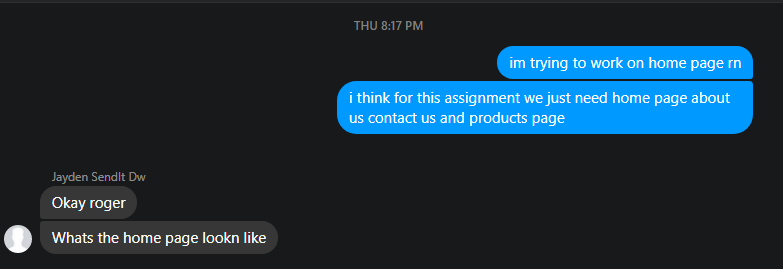 THU 8:17 PM
im trying to work on home page rn
i think for this assignment we just need home page about
us contact us and products page
Jayden SendIt Dw
Okay roger
Whats the home page lookn like